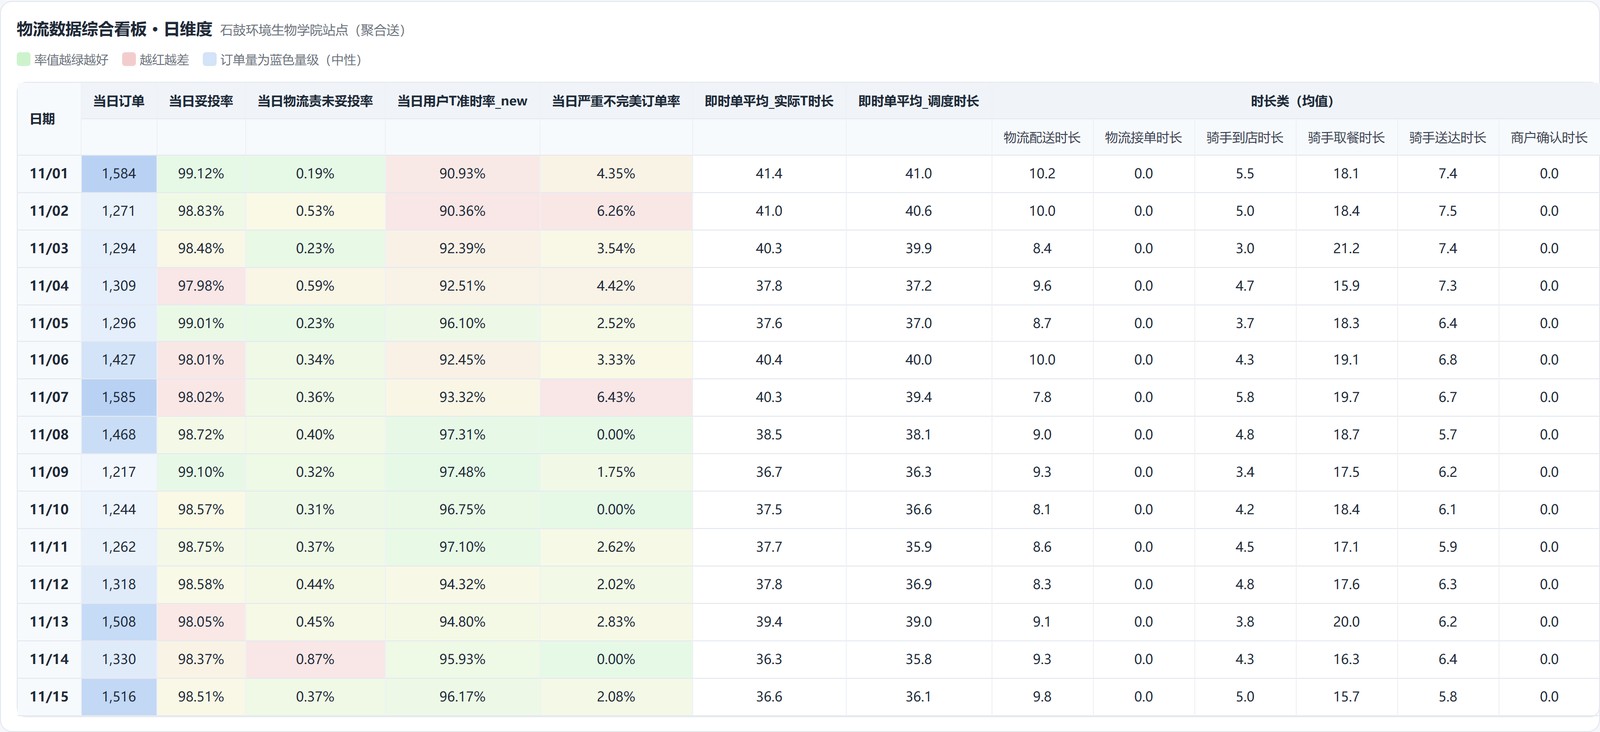 物流数据综合看板 • 日维度 石鼓环境生物学院站点（聚合送）
率值越绿越好 越红越差 订单量为蓝色量级（中性）
日期 当日订单 当日妥投率 当日物流责未妥投率 当日用户T准时率_new 当日严重不完美订单率 即时单平均_实际T时长 即时单平均_调度时长 时长类（均值）
物流配送时长 物流接单时长 骑手到店时长 骑手取餐时长 骑手送达时长 商户确认时长
11/01 1,584 99.12% 0.19% 90.93% 4.35% 41.4 41.0 10.2 0.0 5.5 18.1 7.4 0.0
11/02 1,271 98.83% 0.53% 90.36% 6.26% 41.0 40.6 10.0 0.0 5.0 18.4 7.5 0.0
11/03 1,294 98.48% 0.23% 92.39% 3.54% 40.3 39.9 8.4 0.0 3.0 21.2 7.4 0.0
11/04 1,309 97.98% 0.59% 92.51% 4.42% 37.8 37.2 9.6 0.0 4.7 15.9 7.3 0.0
11/05 1,296 99.01% 0.23% 96.10% 2.52% 37.6 37.0 8.7 0.0 3.7 18.3 6.4 0.0
11/06 1,427 98.01% 0.34% 92.45% 3.33% 40.4 40.0 10.0 0.0 4.3 19.1 6.8 0.0
11/07 1,585 98.02% 0.36% 93.32% 6.43% 40.3 39.4 7.8 0.0 5.8 19.7 6.7 0.0
11/08 1,468 98.72% 0.40% 97.31% 0.00% 38.5 38.1 9.0 0.0 4.8 18.7 5.7 0.0
11/09 1,217 99.10% 0.32% 97.48% 1.75% 36.7 36.3 9.3 0.0 3.4 17.5 6.2 0.0
11/10 1,244 98.57% 0.31% 96.75% 0.00% 37.5 36.6 8.1 0.0 4.2 18.4 6.1 0.0
11/11 1,262 98.75% 0.37% 97.10% 2.62% 37.7 35.9 8.6 0.0 4.5 17.1 5.9 0.0
11/12 1,318 98.58% 0.44% 94.32% 2.02% 37.8 36.9 8.3 0.0 4.8 17.6 6.3 0.0
11/13 1,508 98.05% 0.45% 94.80% 2.83% 39.4 39.0 9.1 0.0 3.8 20.0 6.2 0.0
11/14 1,330 98.37% 0.87% 95.93% 0.00% 36.3 35.8 9.3 0.0 4.3 16.3 6.4 0.0
11/15 1,516 98.51% 0.37% 96.17% 2.08% 36.6 36.1 9.8 0.0 5.0 15.7 5.8 0.0